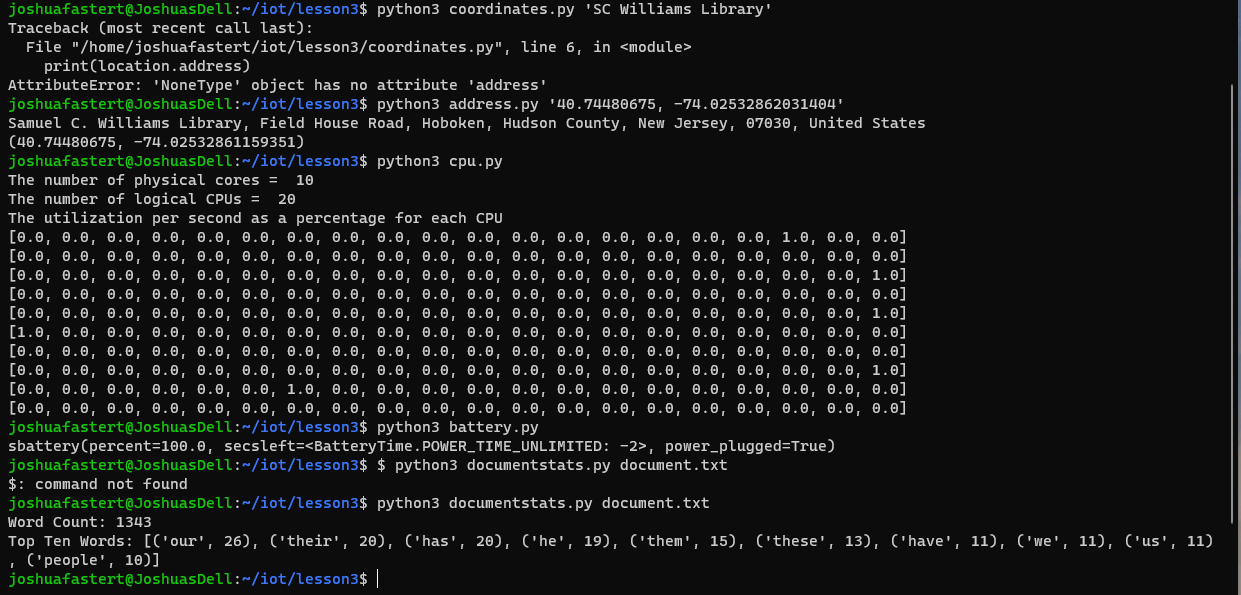 joshuafastert@JoshuasDell:~/iot/lesson3$ python3 coordinates.py 'SC Williams Library'
Traceback (most recent call last):
  File "/home/joshuafastert/iot/lesson3/coordinates.py", line 6, in <module>
    print(location.address)
AttributeError: 'NoneType' object has no attribute 'address'
joshuafastert@JoshuasDell:~/iot/lesson3$ python3 address.py '40.74480675, -74.02532862031404'
Samuel C. Williams Library, Field House Road, Hoboken, Hudson County, New Jersey, 07030, United States
(40.74480675, -74.02532861159351)
joshuafastert@JoshuasDell:~/iot/lesson3$ python3 cpu.py
The number of physical cores =  10
The number of logical CPUs =  20
The utilization per second as a percentage for each CPU
[0.0, 0.0, 0.0, 0.0, 0.0, 0.0, 0.0, 0.0, 0.0, 0.0, 0.0, 0.0, 0.0, 0.0, 0.0, 0.0, 0.0, 1.0, 0.0, 0.0]
[0.0, 0.0, 0.0, 0.0, 0.0, 0.0, 0.0, 0.0, 0.0, 0.0, 0.0, 0.0, 0.0, 0.0, 0.0, 0.0, 0.0, 0.0, 0.0, 0.0]
[0.0, 0.0, 0.0, 0.0, 0.0, 0.0, 0.0, 0.0, 0.0, 0.0, 0.0, 0.0, 0.0, 0.0, 0.0, 0.0, 0.0, 0.0, 0.0, 1.0]
[0.0, 0.0, 0.0, 0.0, 0.0, 0.0, 0.0, 0.0, 0.0, 0.0, 0.0, 0.0, 0.0, 0.0, 0.0, 0.0, 0.0, 0.0, 0.0, 0.0]
[0.0, 0.0, 0.0, 0.0, 0.0, 0.0, 0.0, 0.0, 0.0, 0.0, 0.0, 0.0, 0.0, 0.0, 0.0, 0.0, 0.0, 0.0, 0.0, 1.0]
[1.0, 0.0, 0.0, 0.0, 0.0, 0.0, 0.0, 0.0, 0.0, 0.0, 0.0, 0.0, 0.0, 0.0, 0.0, 0.0, 0.0, 0.0, 0.0, 0.0]
[0.0, 0.0, 0.0, 0.0, 0.0, 0.0, 0.0, 0.0, 0.0, 0.0, 0.0, 0.0, 0.0, 0.0, 0.0, 0.0, 0.0, 0.0, 0.0, 0.0]
[0.0, 0.0, 0.0, 0.0, 0.0, 0.0, 0.0, 0.0, 0.0, 0.0, 0.0, 0.0, 0.0, 0.0, 0.0, 0.0, 0.0, 0.0, 0.0, 1.0]
[0.0, 0.0, 0.0, 0.0, 0.0, 0.0, 1.0, 0.0, 0.0, 0.0, 0.0, 0.0, 0.0, 0.0, 0.0, 0.0, 0.0, 0.0, 0.0, 0.0]
[0.0, 0.0, 0.0, 0.0, 0.0, 0.0, 0.0, 0.0, 0.0, 0.0, 0.0, 0.0, 0.0, 0.0, 0.0, 0.0, 0.0, 0.0, 0.0, 0.0]
joshuafastert@JoshuasDell:~/iot/lesson3$ python3 battery.py
sbattery(percent=100.0, secsleft=<BatteryTime.POWER_TIME_UNLIMITED: -2>, power_plugged=True)
joshuafastert@JoshuasDell:~/iot/lesson3$ $ python3 documentstats.py document.txt
$: command not found
joshuafastert@JoshuasDell:~/iot/lesson3$ python3 documentstats.py document.txt
Word Count: 1343
Top Ten Words: [('our', 26), ('their', 20), ('has', 20), ('he', 19), ('them', 15), ('these', 13), ('have', 11), ('we', 11), ('us', 11)
, ('people', 10)]
joshuafastert@JoshuasDell:~/iot/lesson3$